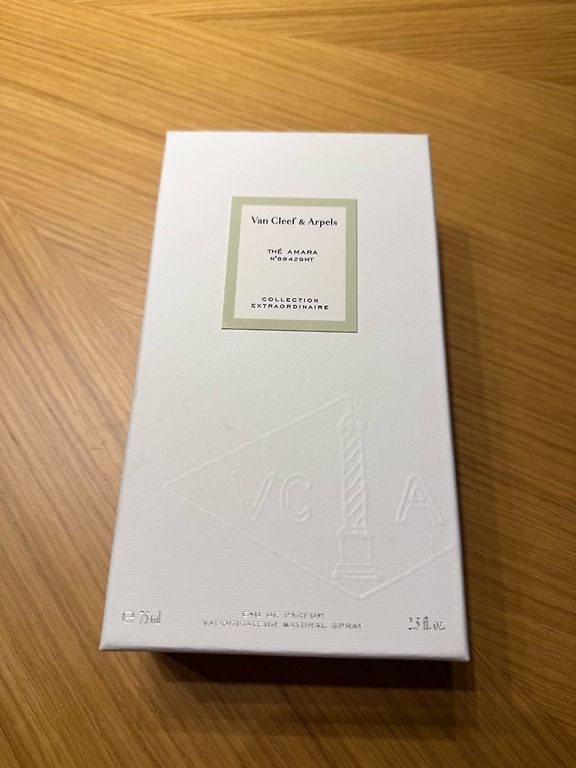 Van Cleef & Arpels
THÉ AMARA
N°88429MT
COLLECTION
EXTRAORDINAIRE
VC A
EAU DE PARFUM
VAPORISATEUR NATURAL SPRAY
℮ 75 ml
2.5 fl. oz.